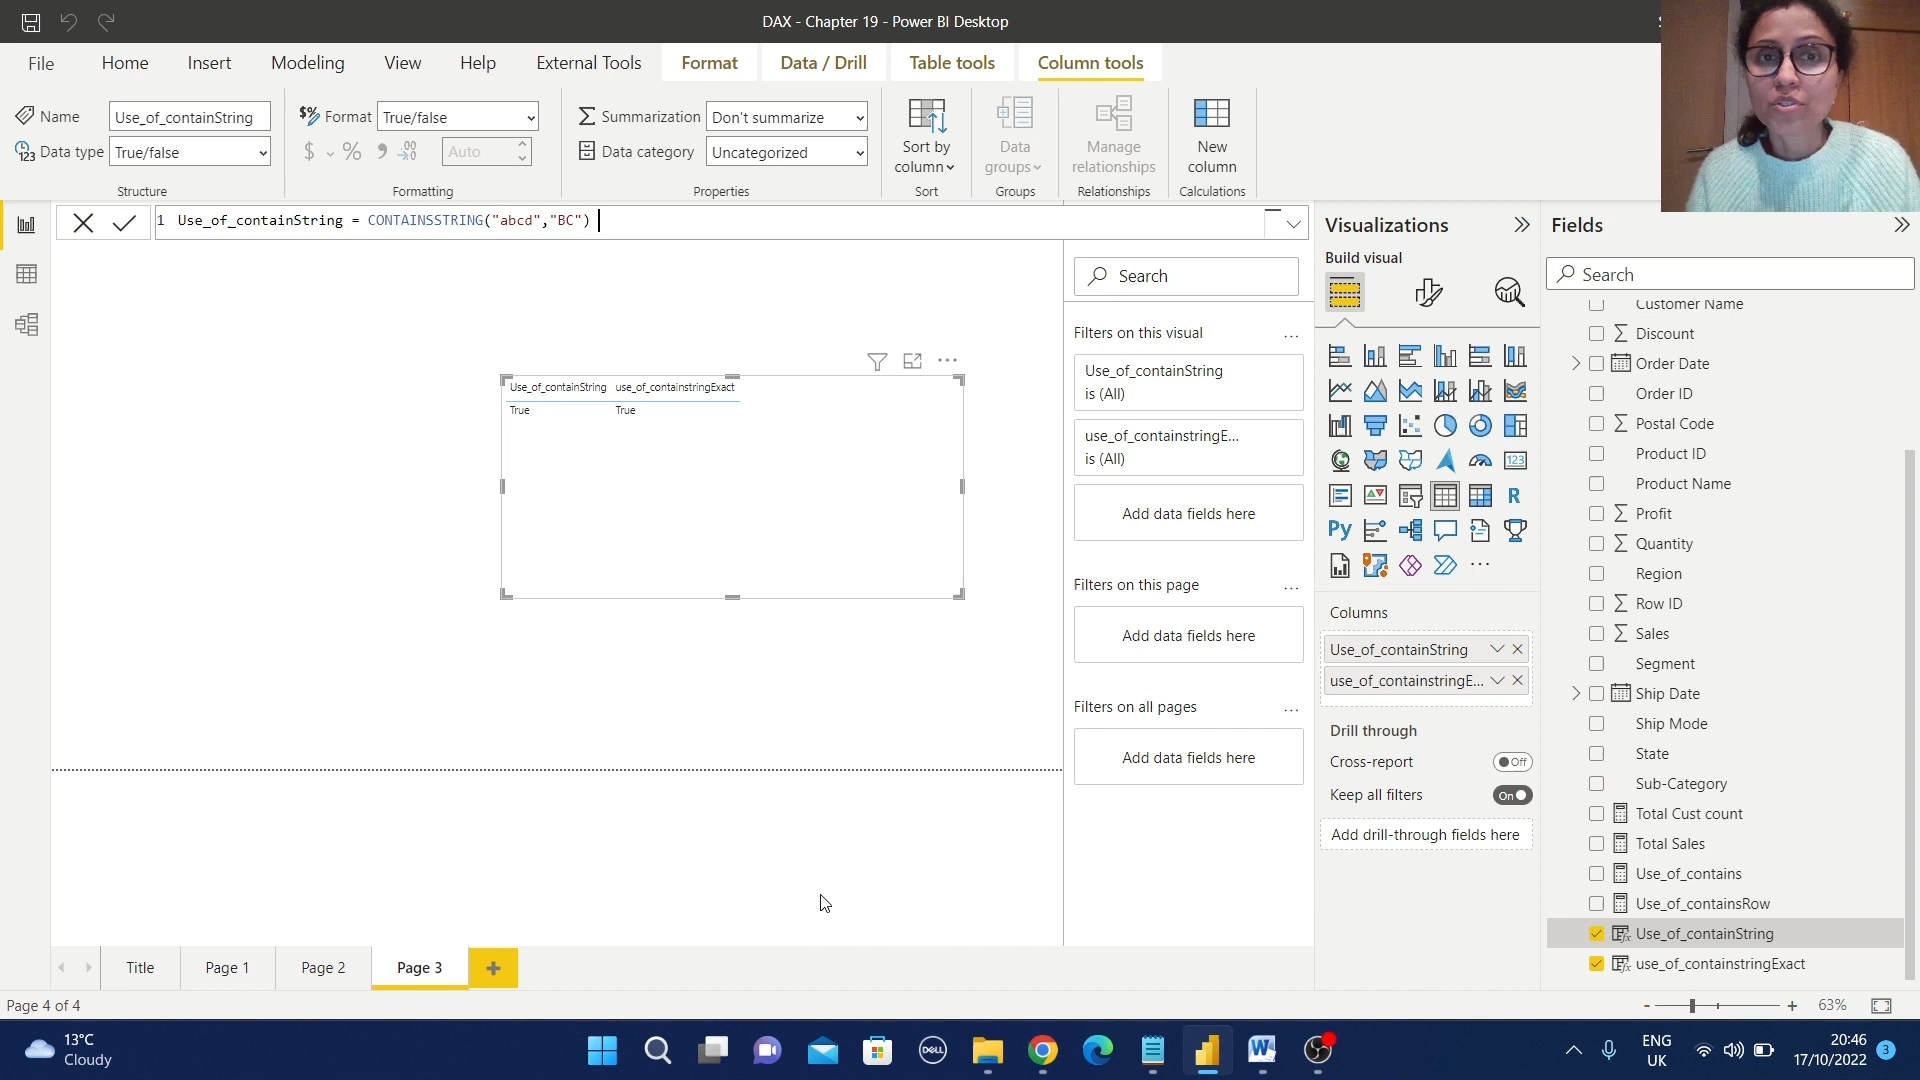 DAX - Chapter 19 - Power BI Desktop
File Home Insert Modeling View Help External Tools Format Data / Drill Table tools Column tools
Name Use_of_containString
Data type True/false
Structure
Format True/false
$ % Auto
Formatting
Summarization Don't summarize
Data category Uncategorized
Properties
Sort by
column
Sort
Data
groups
Groups
Manage
relationships
Relationships
New
column
Calculations
1 Use_of_containString = CONTAINSSTRING("abcd","BC")
Use_of_containString use_of_containstringExact
True True
Search
Filters on this visual
Use_of_containString
is (All)
use_of_containstringE...
is (All)
Add data fields here
Filters on this page
Add data fields here
Filters on all pages
Add data fields here
Visualizations
Build visual
123
R
Py
Columns
Use_of_containString
use_of_containstringE...
Drill through
Cross-report Off
Keep all filters On
Add drill-through fields here
Fields
Search
Customer Name
Discount
Order Date
Order ID
Postal Code
Product ID
Product Name
Profit
Quantity
Region
Row ID
Sales
Segment
Ship Date
Ship Mode
State
Sub-Category
Total Cust count
Total Sales
Use_of_contains
Use_of_containsRow
Use_of_containString
use_of_containstringExact
Title Page 1 Page 2 Page 3
Page 4 of 4
- + 63%
13°C
Cloudy
DELL
ENG
UK
20:46
17/10/2022
3